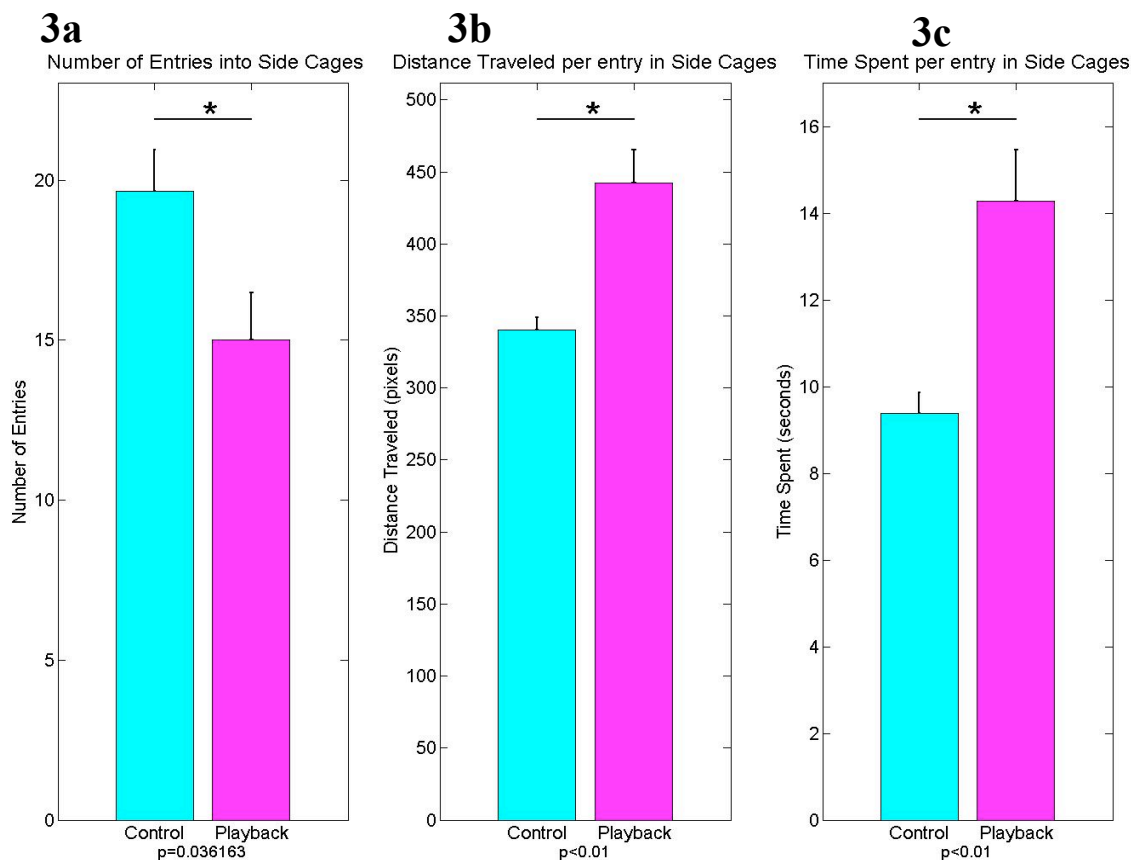 3a
Number of Entries into Side Cages
*
20
15
10
5
0
Number of Entries
Control Playback
p=0.036163
3b
Distance Traveled per entry in Side Cages
*
500
450
400
350
300
250
200
150
100
50
0
Distance Traveled (pixels)
Control Playback
p<0.01
3c
Time Spent per entry in Side Cages
*
16
14
12
10
8
6
4
2
0
Time Spent (seconds)
Control Playback
p<0.01